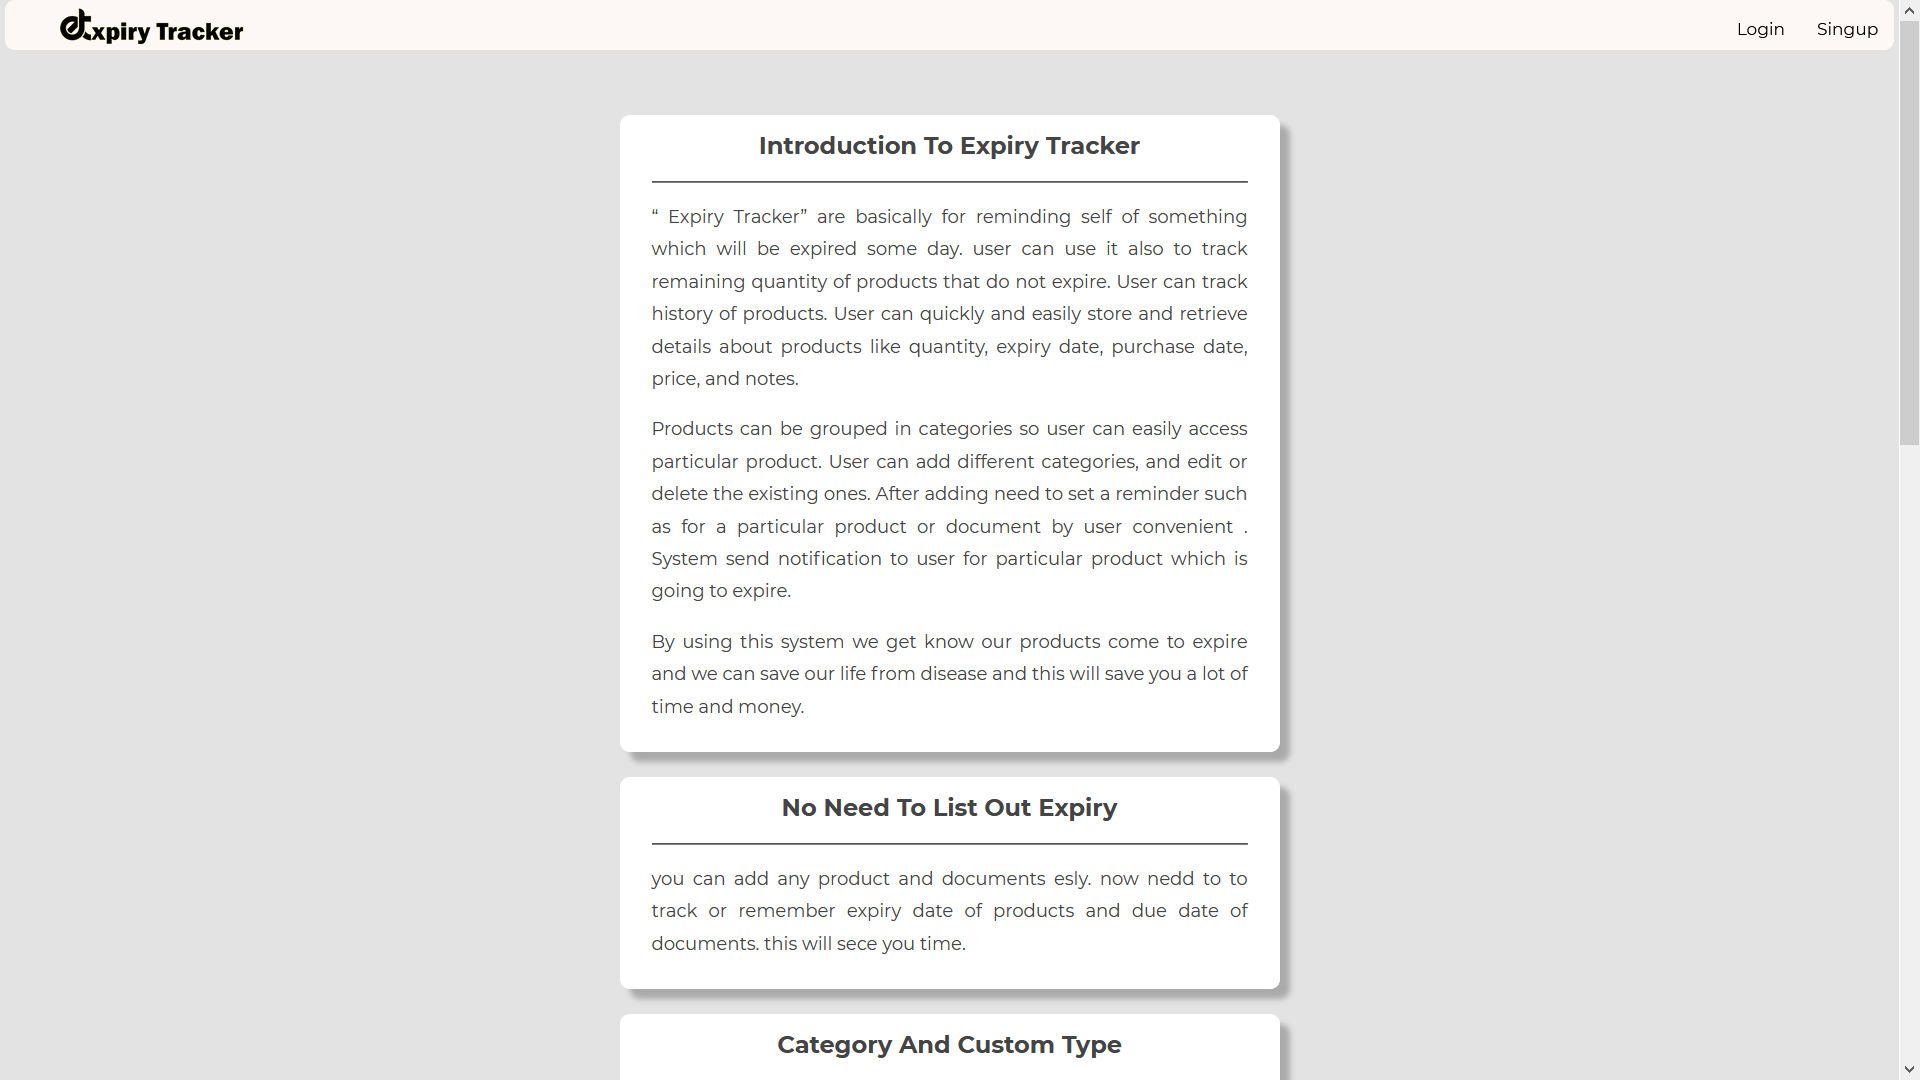 Expiry Tracker
Login
Singup
Introduction To Expiry Tracker
“ Expiry Tracker” are basically for reminding self of something
which will be expired some day. user can use it also to track
remaining quantity of products that do not expire. User can track
history of products. User can quickly and easily store and retrieve
details about products like quantity, expiry date, purchase date,
price, and notes.
Products can be grouped in categories so user can easily access
particular product. User can add different categories, and edit or
delete the existing ones. After adding need to set a reminder such
as for a particular product or document by user convenient .
System send notification to user for particular product which is
going to expire.
By using this system we get know our products come to expire
and we can save our life from disease and this will save you a lot of
time and money.
No Need To List Out Expiry
you can add any product and documents esly. now nedd to to
track or remember expiry date of products and due date of
documents. this will sece you time.
Category And Custom Type